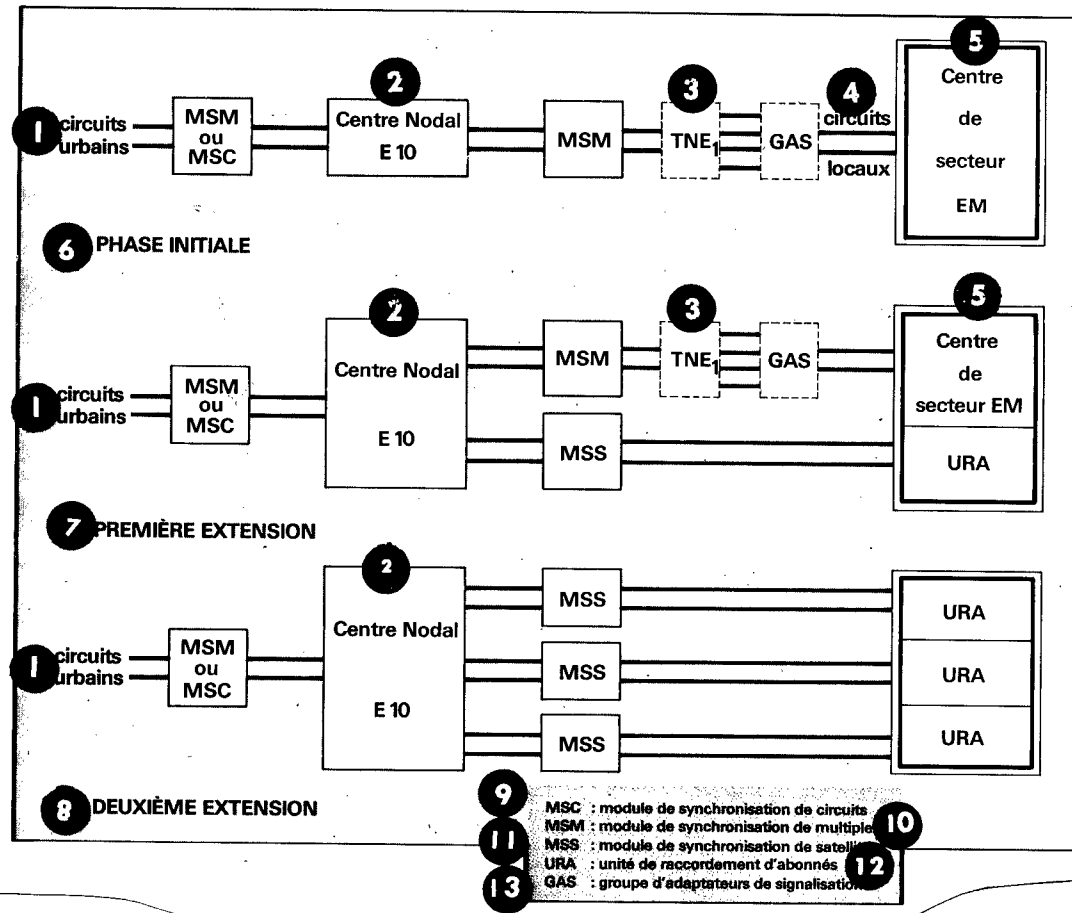 5
Centre
de
secteur
EM
1
circuits
urbains
MSM
ou
MSC
2
Centre Nodal
E 10
MSM
3
TNE1
GAS
4
circuits
locaux
6 PHASE INITIALE
1
circuits
urbains
MSM
ou
MSC
2
Centre Nodal
E 10
MSM
3
TNE1
GAS
MSS
5
Centre
de
secteur EM
URA
7 PREMIÈRE EXTENSION
1
circuits
urbains
MSM
ou
MSC
2
Centre Nodal
E 10
MSS
MSS
MSS
URA
URA
URA
8 DEUXIÈME EXTENSION
9
MSC : module de synchronisation de circuits
MSM : module de synchronisation de 10
11
MSS : module de synchronisation de
URA : unité de raccordement d'abonnés 12
13
GAS : groupe d'adaptateurs de signalisation